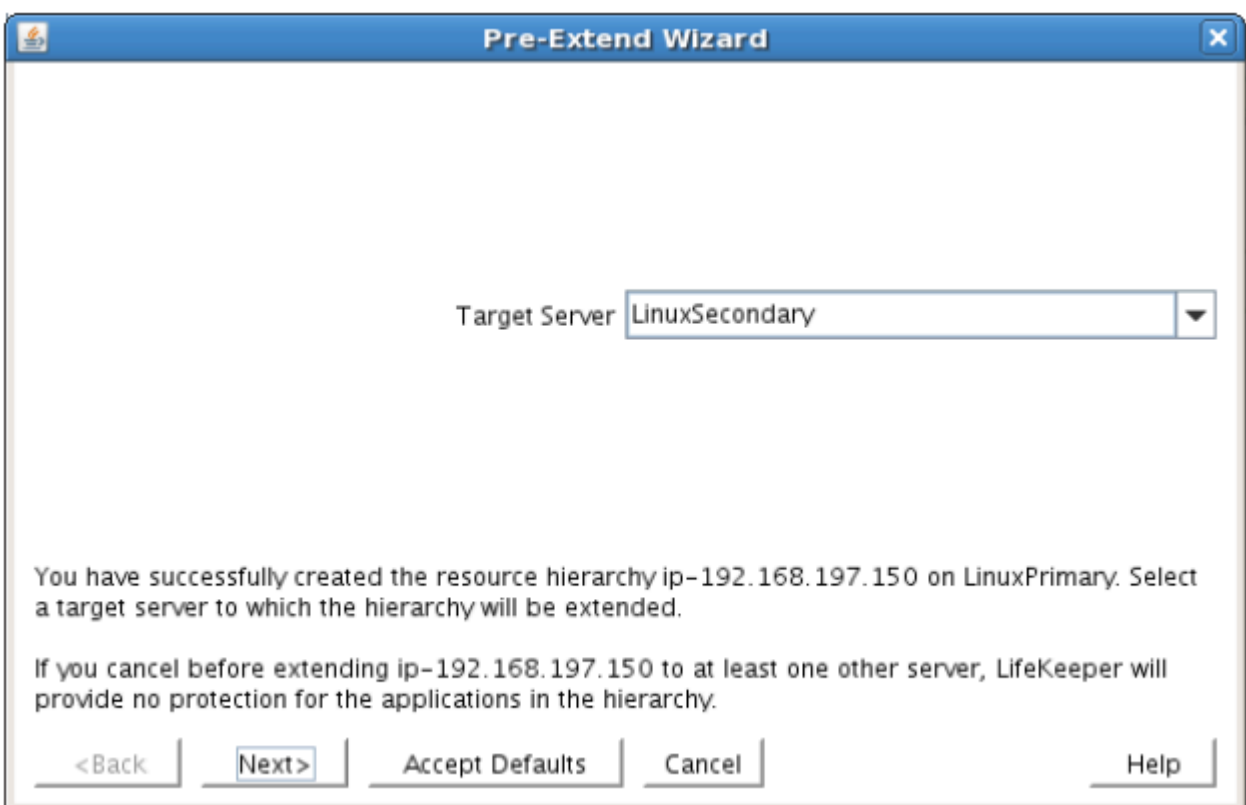 Pre-Extend Wizard
Target Server LinuxSecondary
You have successfully created the resource hierarchy ip-192.168.197.150 on LinuxPrimary. Select
a target server to which the hierarchy will be extended.
If you cancel before extending ip-192.168.197.150 to at least one other server, LifeKeeper will
provide no protection for the applications in the hierarchy.
<Back Next> Accept Defaults Cancel Help